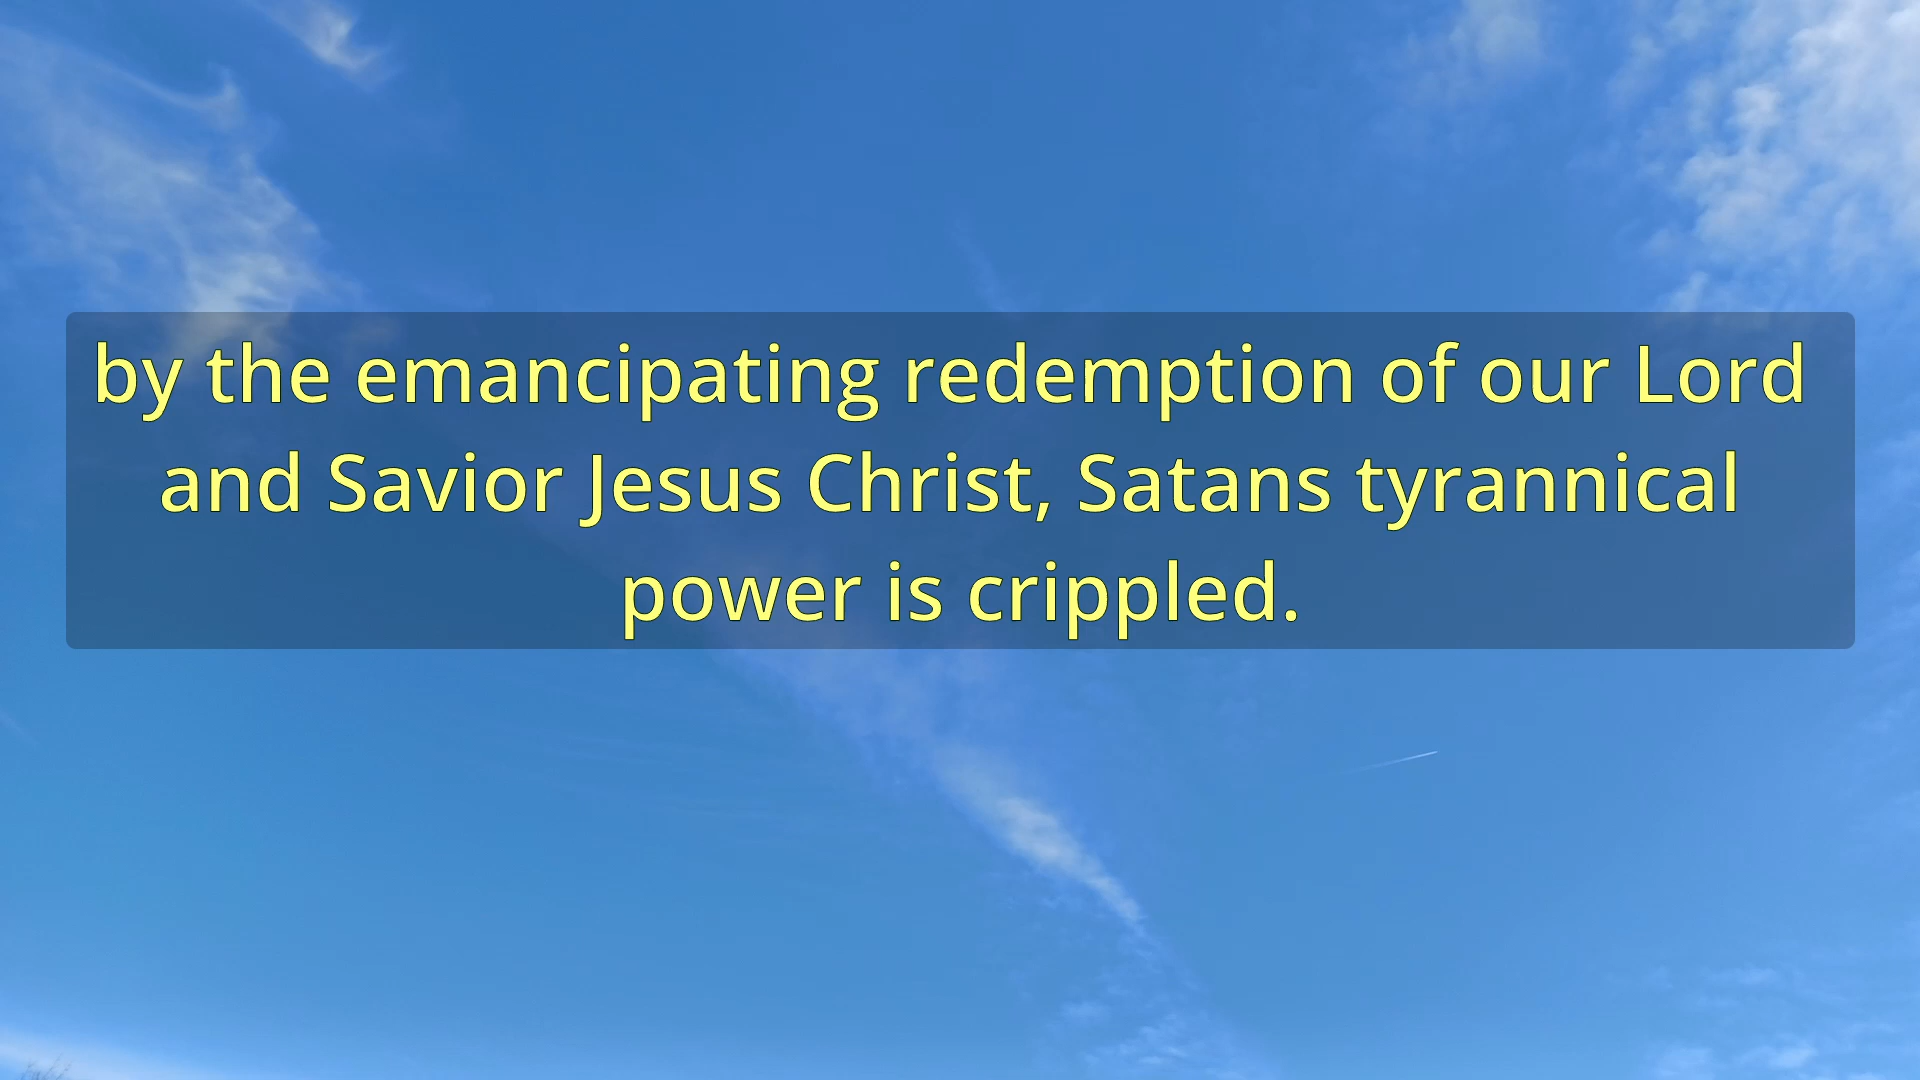 by the emancipating redemption of our Lord
and Savior Jesus Christ, Satans tyrannical
power is crippled.